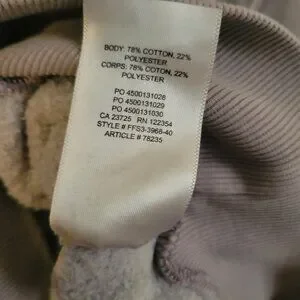 BODY: 78% COTTON, 22%
POLYESTER
CORPS: 78% COTON, 22%
POLYESTER
PO 4500131028
PO 4500131029
PO 4500131030
CA 23725 RN 122354
STYLE # FFS3-3968-40
ARTICLE # 78235